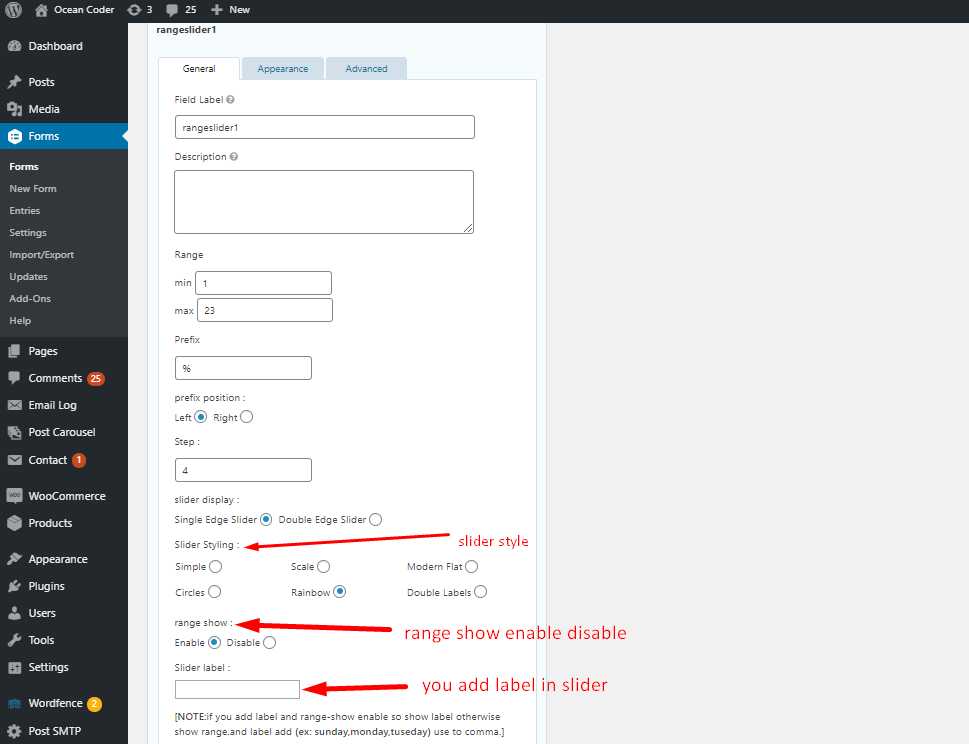 Ocean Coder 3 25 New
Dashboard
Posts
Media
Forms
Forms
New Form
Entries
Settings
Import/Export
Updates
Add-Ons
Help
Pages
Comments 25
Email Log
Post Carousel
Contact 1
WooCommerce
Products
Appearance
Plugins
Users
Tools
Settings
Wordfence 2
Post SMTP
rangeslider1
General Appearance Advanced
Field Label ?
rangeslider1
Description ?
Range
min 1
max 23
Prefix
%
prefix position :
Left Right
Step :
4
slider display :
Single Edge Slider Double Edge Slider
Slider Styling : slider style
Simple Scale Modern Flat
Circles Rainbow Double Labels
range show : range show enable disable
Enable Disable
Slider label :
you add label in slider
[NOTE:if you add label and range-show enable so show label otherwise
show range.and label add (ex: sunday,monday,tuseday) use to comma.]